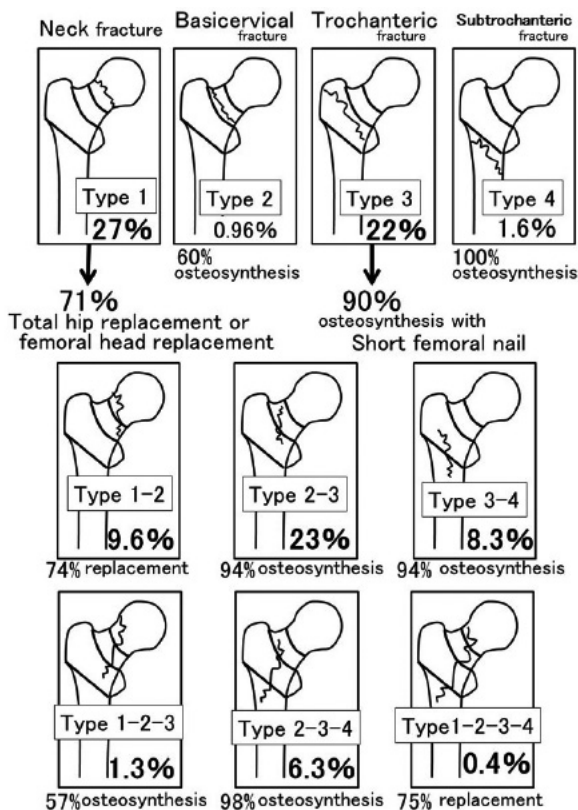 Neck fracture
Basicervical
fracture
Trochanteric
fracture
Subtrochanteric
fracture
Type 1
27%
Type 2
0.96%
Type 3
22%
Type 4
1.6%
60%
osteosynthesis
100%
osteosynthesis
71%
Total hip replacement or
femoral head replacement
90%
osteosynthesis with
Short femoral nail
Type 1-2
9.6%
74% replacement
Type 2-3
23%
94% osteosynthesis
Type 3-4
8.3%
94% osteosynthesis
Type 1-2-3
1.3%
57%osteosynthesis
Type 2-3-4
6.3%
98% osteosynthesis
Type1-2-3-4
0.4%
75% replacement